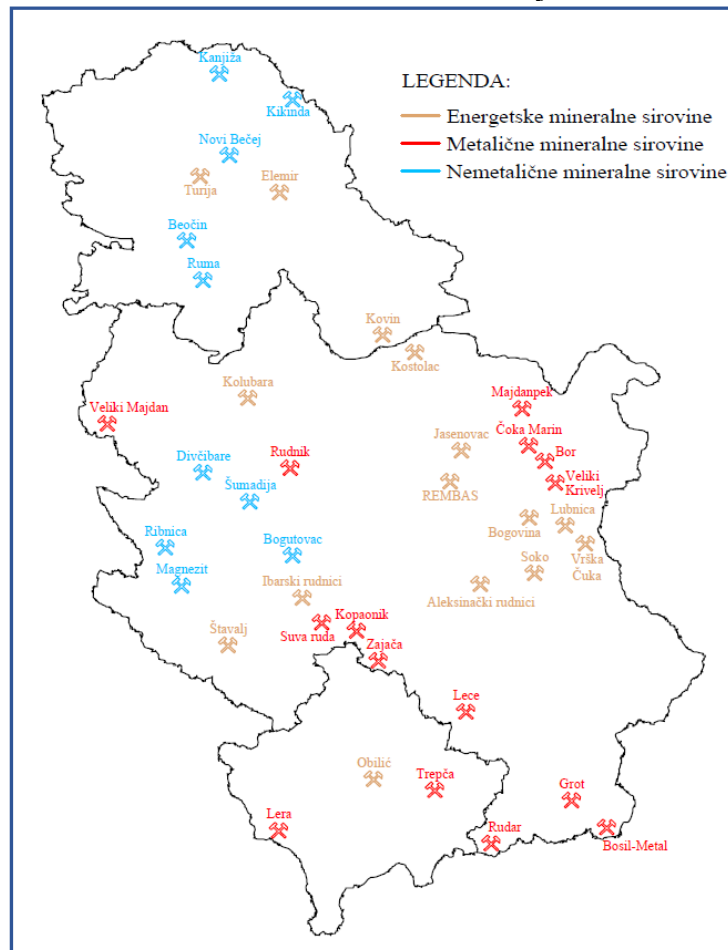 Kanjiža
Kikinda
LEGENDA:
Energetske mineralne sirovine
Metalične mineralne sirovine
Nemetalične mineralne sirovine
Novi Bečej
Turija
Elemir
Beočin
Ruma
Kovin
Kostolac
Kolubara
Veliki Majdan
Majdanpek
Čoka Marin
Jasenovac
Bor
Rudnik
Divčibare
Veliki
Krivelj
Šumadija
REMBAS
Lubnica
Bogovina
Ribnica
Bogutovac
Vrška
Čuka
Soko
Magnezit
Ibarski rudnici
Aleksinački rudnici
Kopaonik
Suva ruda
Štavalj
Zajača
Lece
Obilić
Trepča
Grot
Lera
Rudar
Bosil-Metal